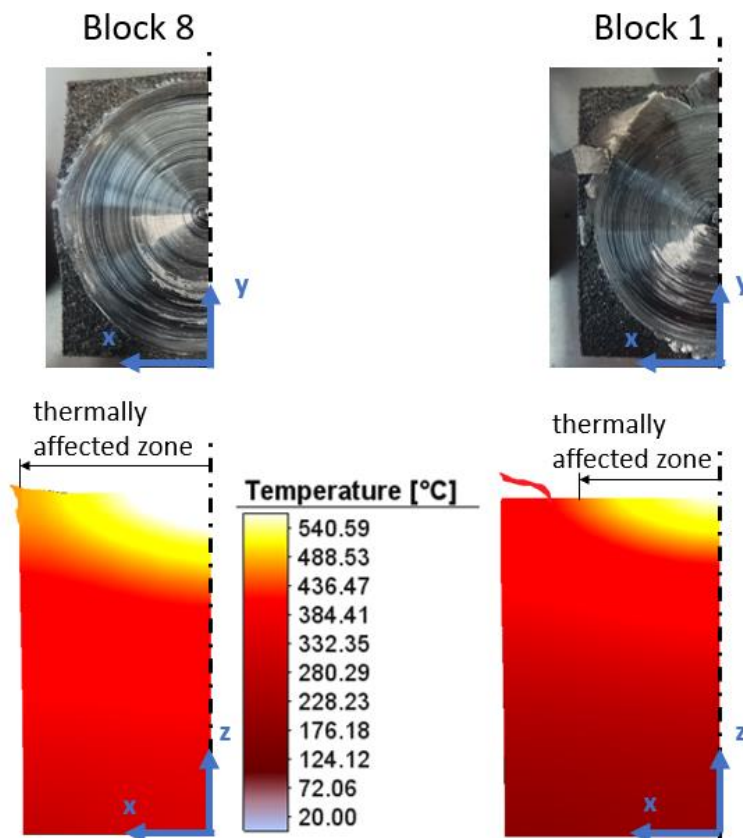 Block 8
Block 1
y
x
y
x
thermally
affected zone
thermally
affected zone
Temperature [°C]
540.59
488.53
436.47
384.41
332.35
280.29
228.23
176.18
124.12
72.06
20.00
z
x
z
x